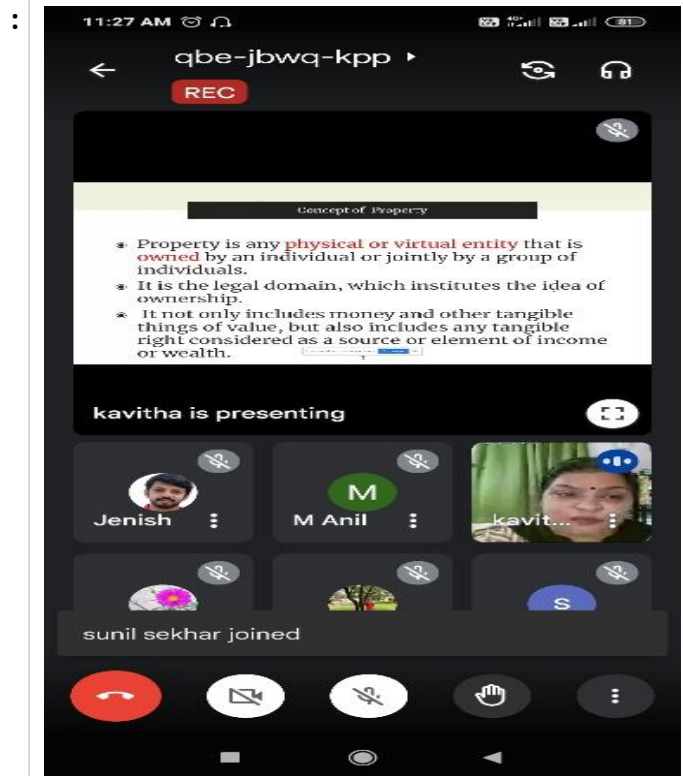 :
11:27 AM
81
qbe-jbwq-kpp
REC
Concept of Property
Property is any physical or virtual entity that is
owned by an individual or jointly by a group of
individuals.
It is the legal domain, which institutes the idea of
ownership.
It not only includes money and other tangible
things of value, but also includes any tangible
right considered as a source or element of income
or wealth.
kavitha is presenting
Jenish
M
M Anil
kavit...
S
sunil sekhar joined